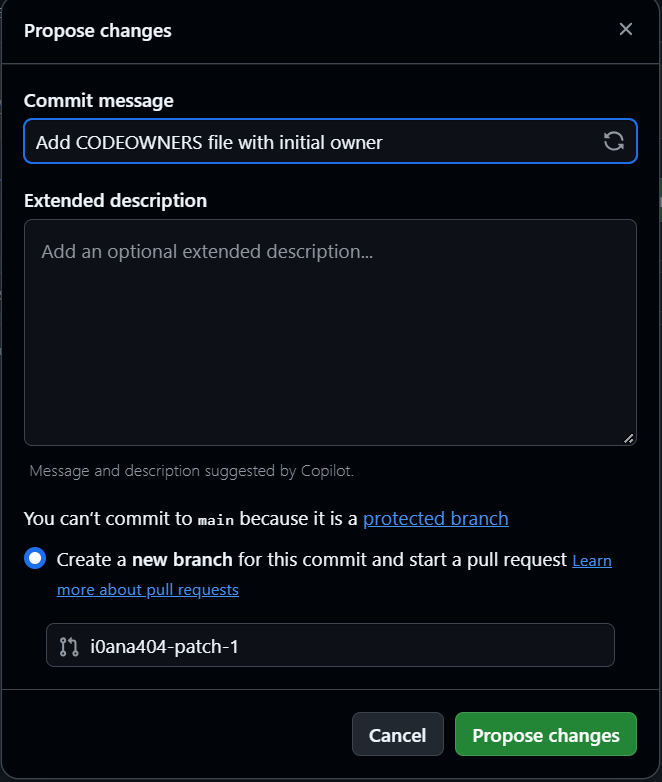 Propose changes
Commit message
Add CODEOWNERS file with initial owner
Extended description
Add an optional extended description...
Message and description suggested by Copilot.
You can't commit to main because it is a protected branch
Create a new branch for this commit and start a pull request Learn
more about pull requests
i0ana404-patch-1
Cancel
Propose changes